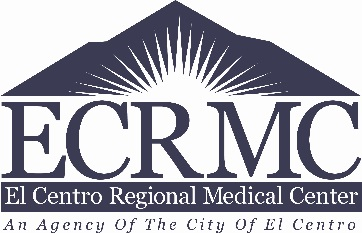 ECRMC
El Centro Regional Medical Center
An Agency Of The City Of El Centro